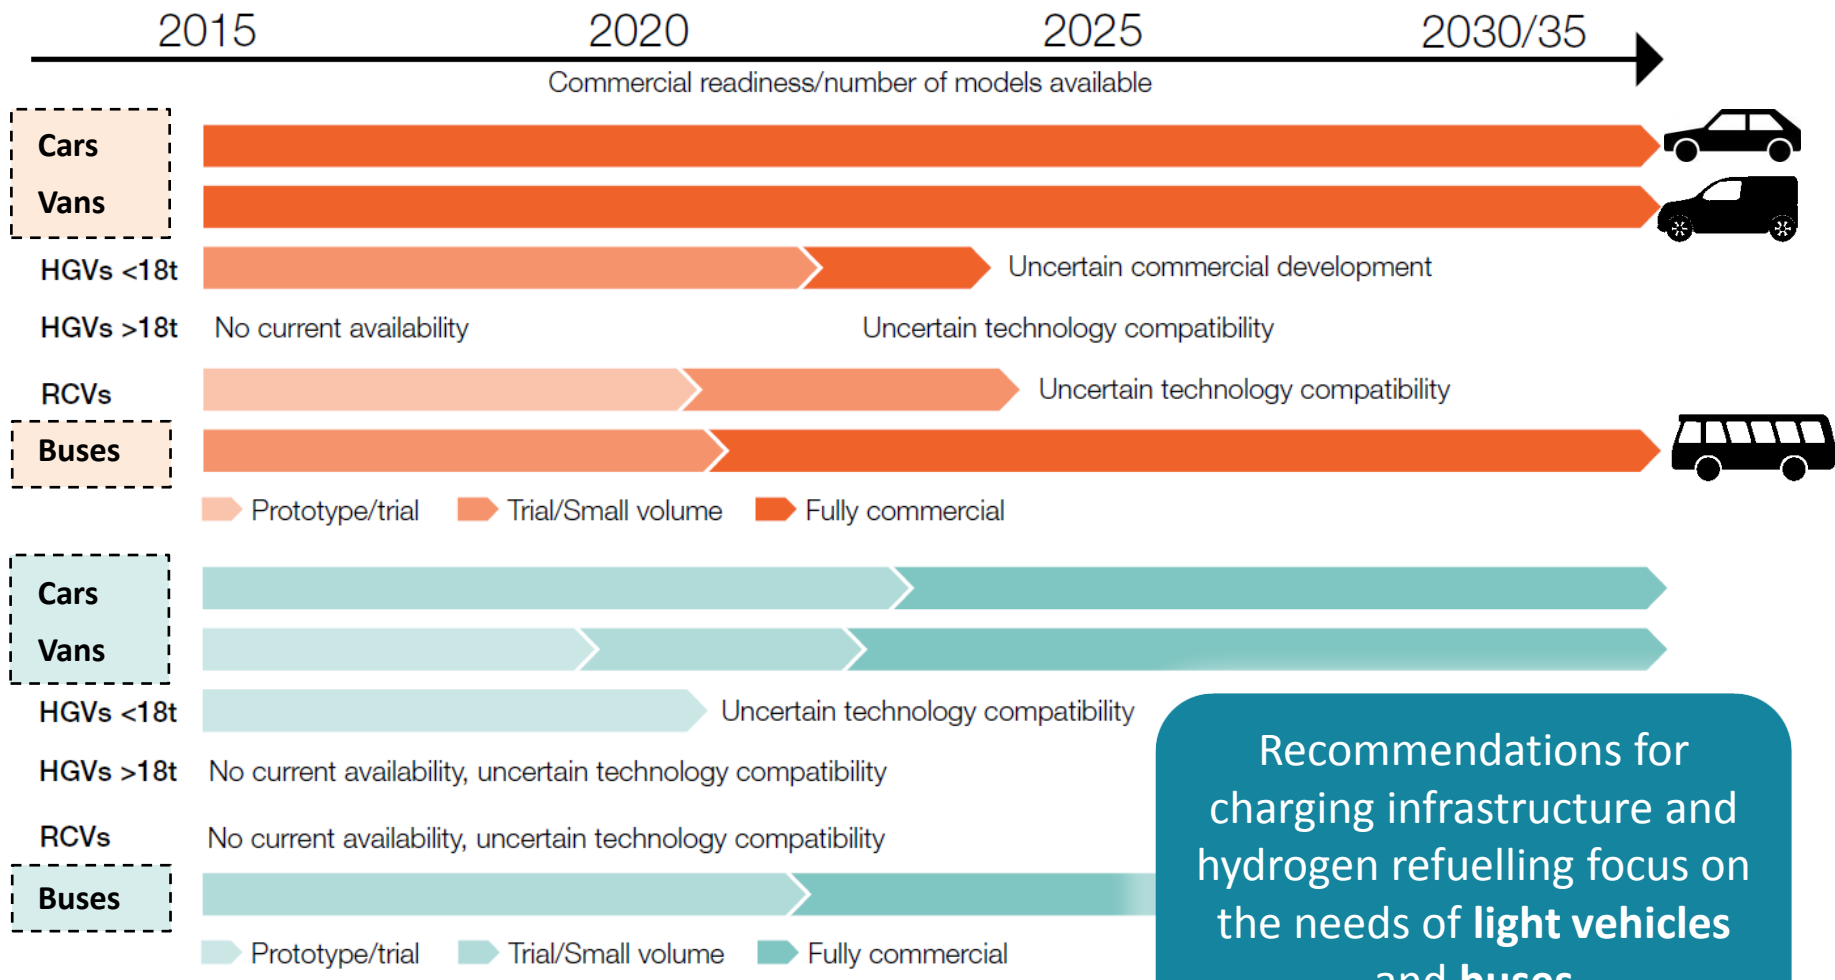 2015 2020 2025 2030/35
Commercial readiness/number of models available
Cars
Vans
HGVs <18t Uncertain commercial development
HGVs >18t No current availability Uncertain technology compatibility
RCVs Uncertain technology compatibility
Buses
Prototype/trial Trial/Small volume Fully commercial
Cars
Vans
HGVs <18t Uncertain technology compatibility
HGVs >18t No current availability, uncertain technology compatibility
RCVs No current availability, uncertain technology compatibility
Buses
Prototype/trial Trial/Small volume Fully commercial
Recommendations for
charging infrastructure and
hydrogen refuelling focus on
the needs of light vehicles
and buses